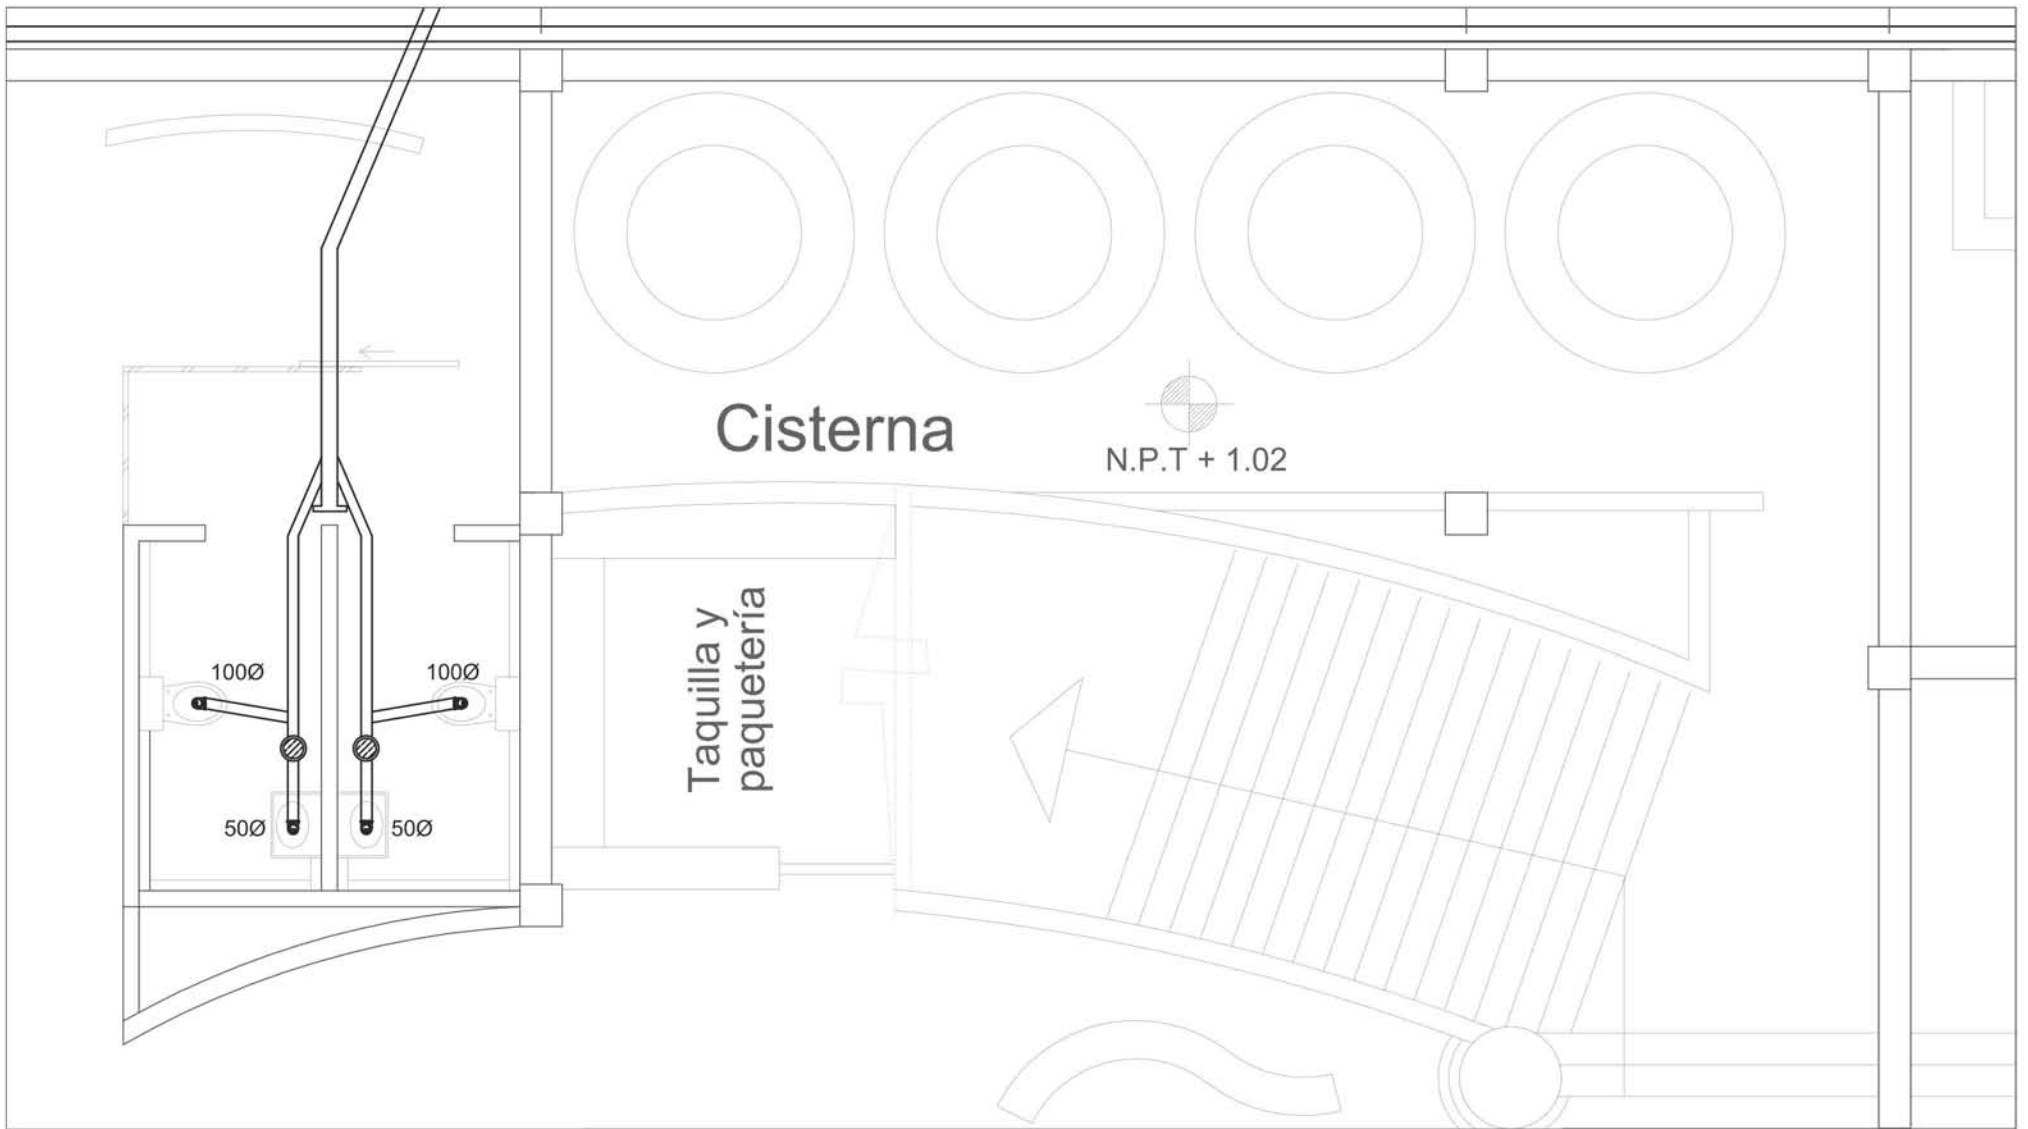 Cisterna
N.P.T + 1.02
Taquilla y
paquetería
100Ø
100Ø
50Ø
50Ø